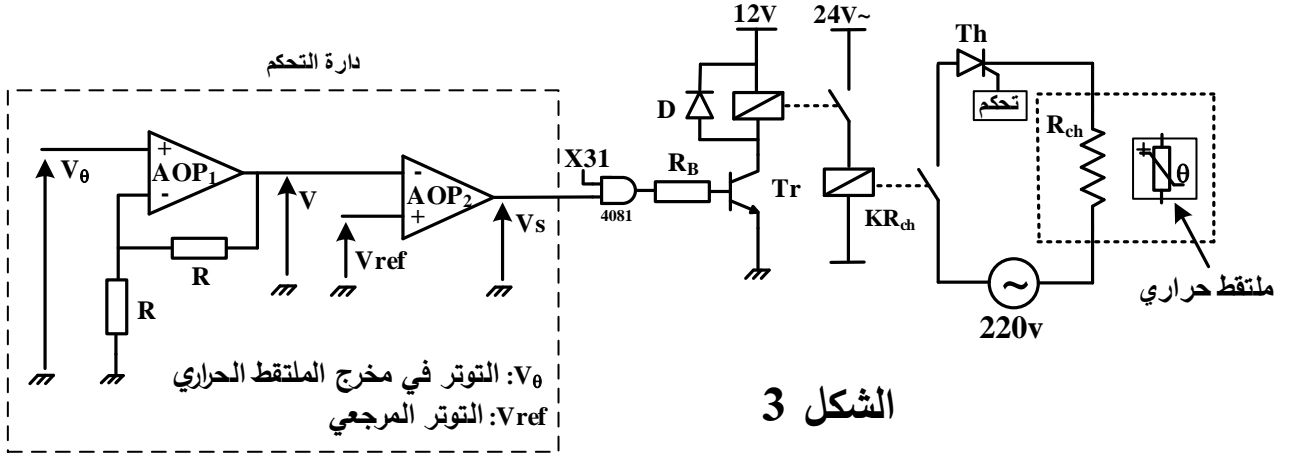 دارة التحكم
Vθ
+
-
AOP1
R
R
V
-
+
AOP2
Vref
Vs
X31
4081
RB
12V
D
Tr
24V~
KRch
Th
تحكم
Rch
+
θ
~
220v
ملتقط حراري
Vθ: التوتر في مخرج الملتقط الحراري
Vref: التوتر المرجعي
الشكل 3